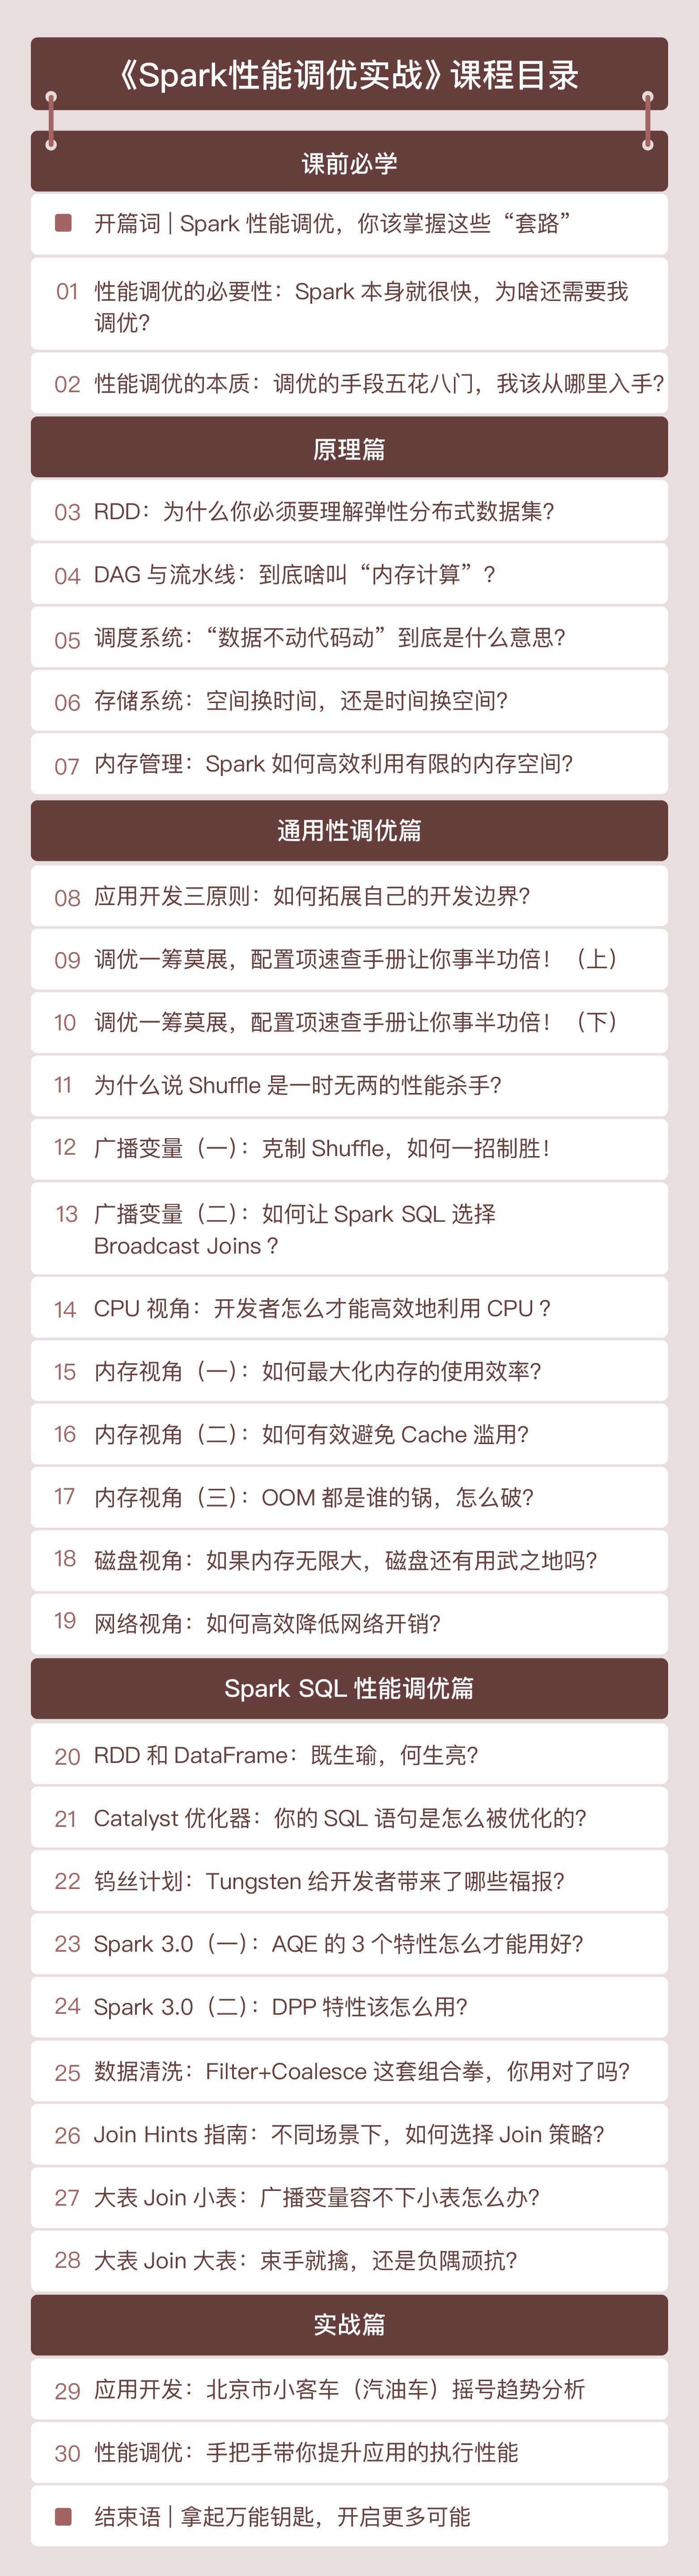 《Spark性能调优实战》课程目录
课前必学
开篇词 | Spark 性能调优，你该掌握这些“套路”
01 性能调优的必要性：Spark 本身就很快，为啥还需要我
调优？
02 性能调优的本质：调优的手段五花八门，我该从哪里入手？
原理篇
03 RDD：为什么你必须要理解弹性分布式数据集？
04 DAG 与流水线：到底啥叫“内存计算”？
05 调度系统：“数据不动代码动”到底是什么意思？
06 存储系统：空间换时间，还是时间换空间？
07 内存管理：Spark 如何高效利用有限的内存空间？
通用性调优篇
08 应用开发三原则：如何拓展自己的开发边界？
09 调优一筹莫展，配置项速查手册让你事半功倍！（上）
10 调优一筹莫展，配置项速查手册让你事半功倍！（下）
11 为什么说 Shuffle 是一时无两的性能杀手？
12 广播变量（一）：克制 Shuffle，如何一招制胜！
13 广播变量（二）：如何让 Spark SQL 选择
Broadcast Joins？
14 CPU 视角：开发者怎么才能高效地利用 CPU？
15 内存视角（一）：如何最大化内存的使用效率？
16 内存视角（二）：如何有效避免 Cache 滥用？
17 内存视角（三）：OOM 都是谁的锅，怎么破？
18 磁盘视角：如果内存无限大，磁盘还有用武之地吗？
19 网络视角：如何高效降低网络开销？
Spark SQL 性能调优篇
20 RDD 和 DataFrame：既生瑜，何生亮？
21 Catalyst 优化器：你的 SQL 语句是怎么被优化的？
22 钨丝计划：Tungsten 给开发者带来了哪些福报？
23 Spark 3.0（一）：AQE 的 3 个特性怎么才能用好？
24 Spark 3.0（二）：DPP 特性该怎么用？
25 数据清洗：Filter+Coalesce 这套组合拳，你用对了吗？
26 Join Hints 指南：不同场景下，如何选择 Join 策略？
27 大表 Join 小表：广播变量容不下小表怎么办？
28 大表 Join 大表：束手就擒，还是负隅顽抗？
实战篇
29 应用开发：北京市小客车（汽油车）摇号趋势分析
30 性能调优：手把手带你提升应用的执行性能
结束语 | 拿起万能钥匙，开启更多可能